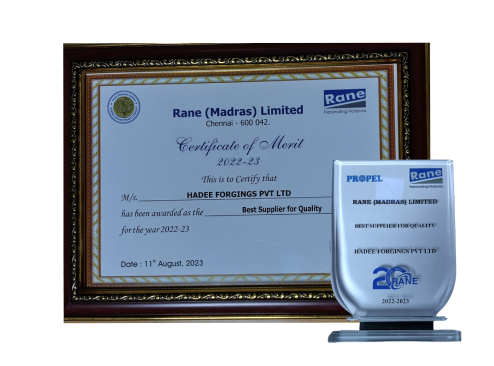 Rane (Madras) Limited
Chennai - 600 042.
Rane
Expanding Horizons
Certificate of Merit
2022-23
This is to Certify that
M/s. HADEE FORGINGS PVT LTD
has been awarded as the Best Supplier for Quality
for the year 2022-23
Date : 11th August, 2023
PROPEL
Rane
Expanding Horizons
RANE (MADRAS) LIMITED
BEST SUPPLIER FOR QUALITY
HADEE FORGINGS PVT LTD
20
RANE
2022-2023